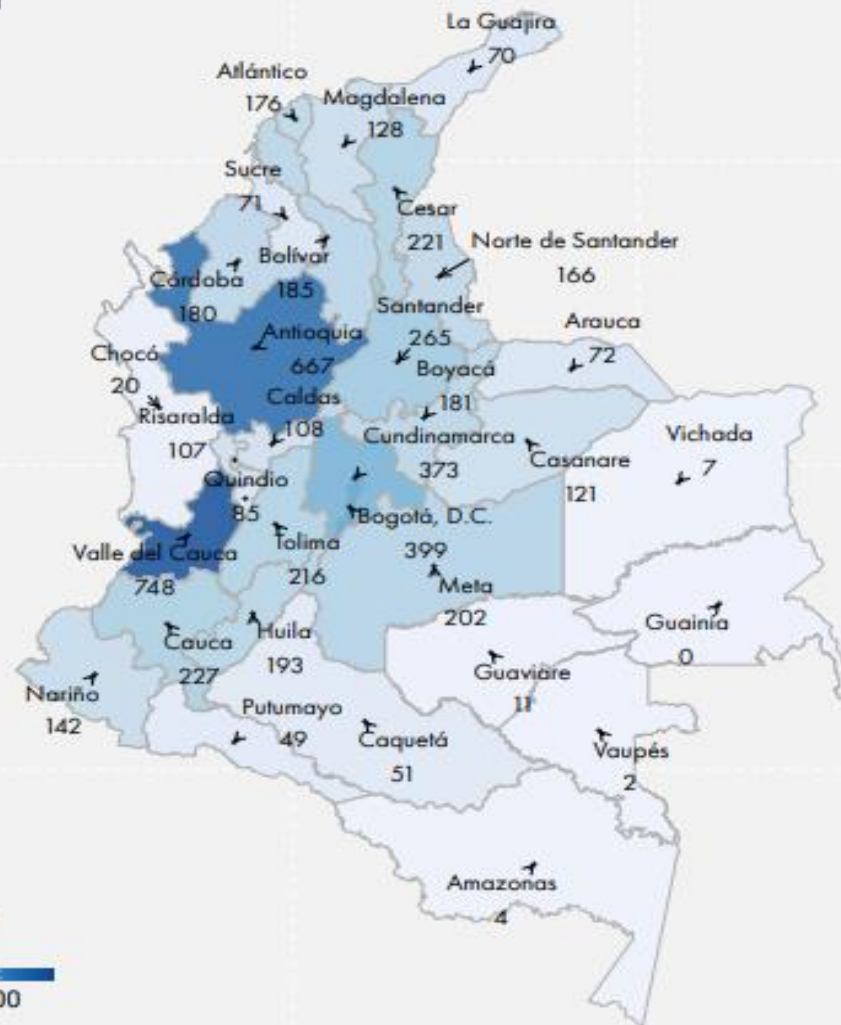 La Guajira
70
Atlántico
176
Magdalena
128
Sucre
71
Cesar
221
Norte de Santander
166
Bolívar
185
Córdoba
180
Santander
265
Arauca
72
Antioquia
667
Chocó
20
Boyacá
181
Caldas
108
Risaralda
107
Cundinamarca
373
Casanare
121
Vichada
7
Quindio
85
Bogotá, D.C.
399
Valle del Cauca
748
Tolima
216
Meta
202
Guainía
0
Cauca
227
Huila
193
Guaviare
11
Nariño
142
Putumayo
49
Caquetá
51
Vaupés
2
Amazonas
4
00